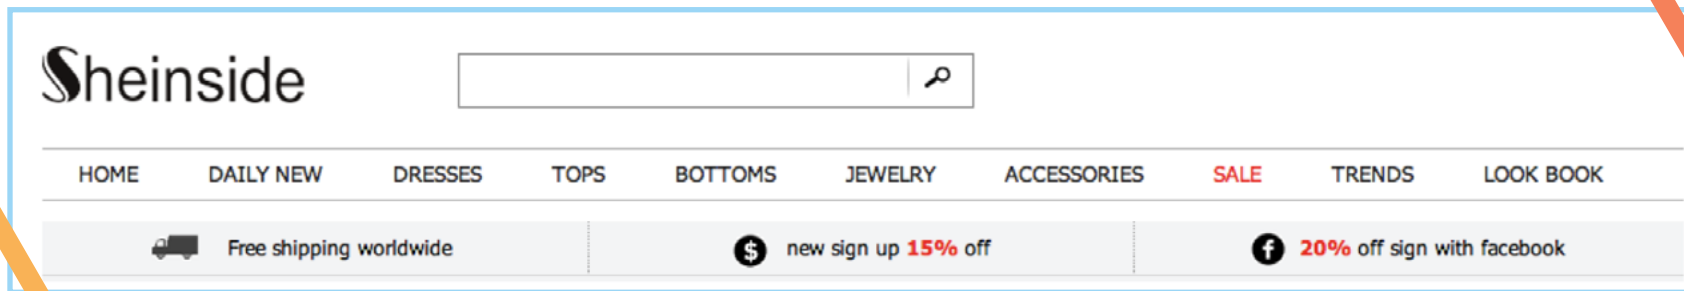 Sheinside
HOME DAILY NEW DRESSES TOPS BOTTOMS JEWELRY ACCESSORIES SALE TRENDS LOOK BOOK
Free shipping worldwide $ new sign up 15% off f 20% off sign with facebook